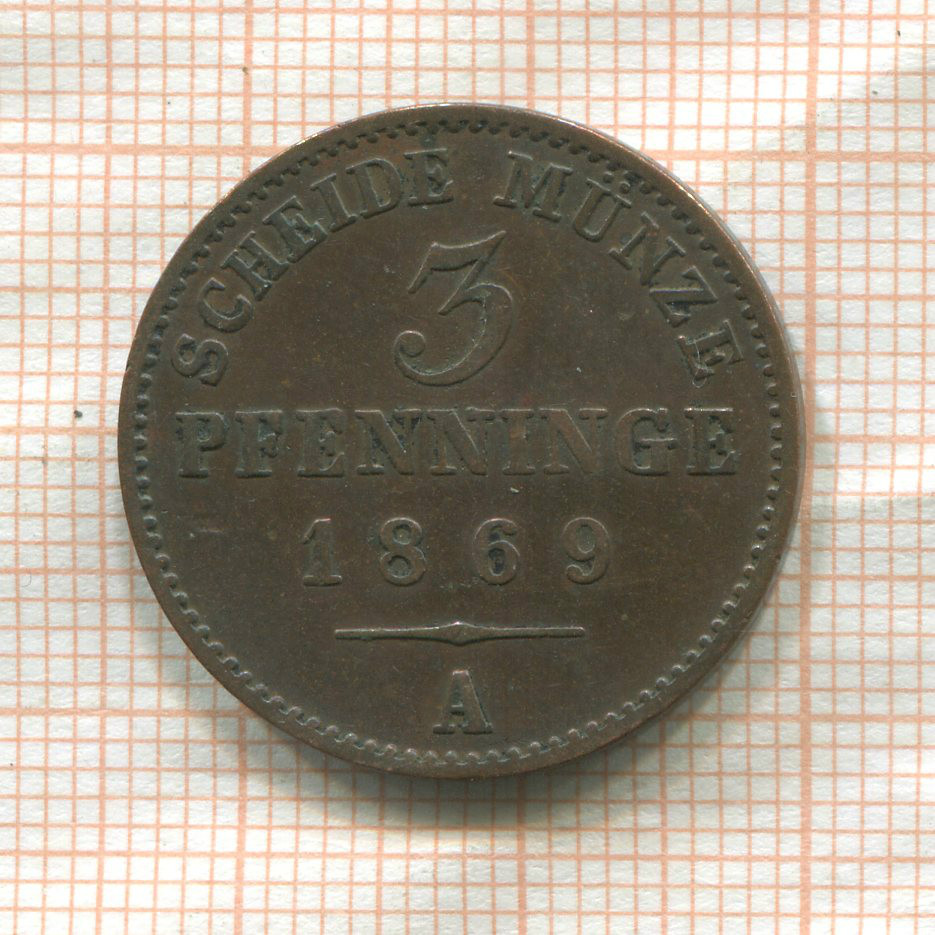 SCHEIDE MÜNZE
3
PFENNINGE
1869
A